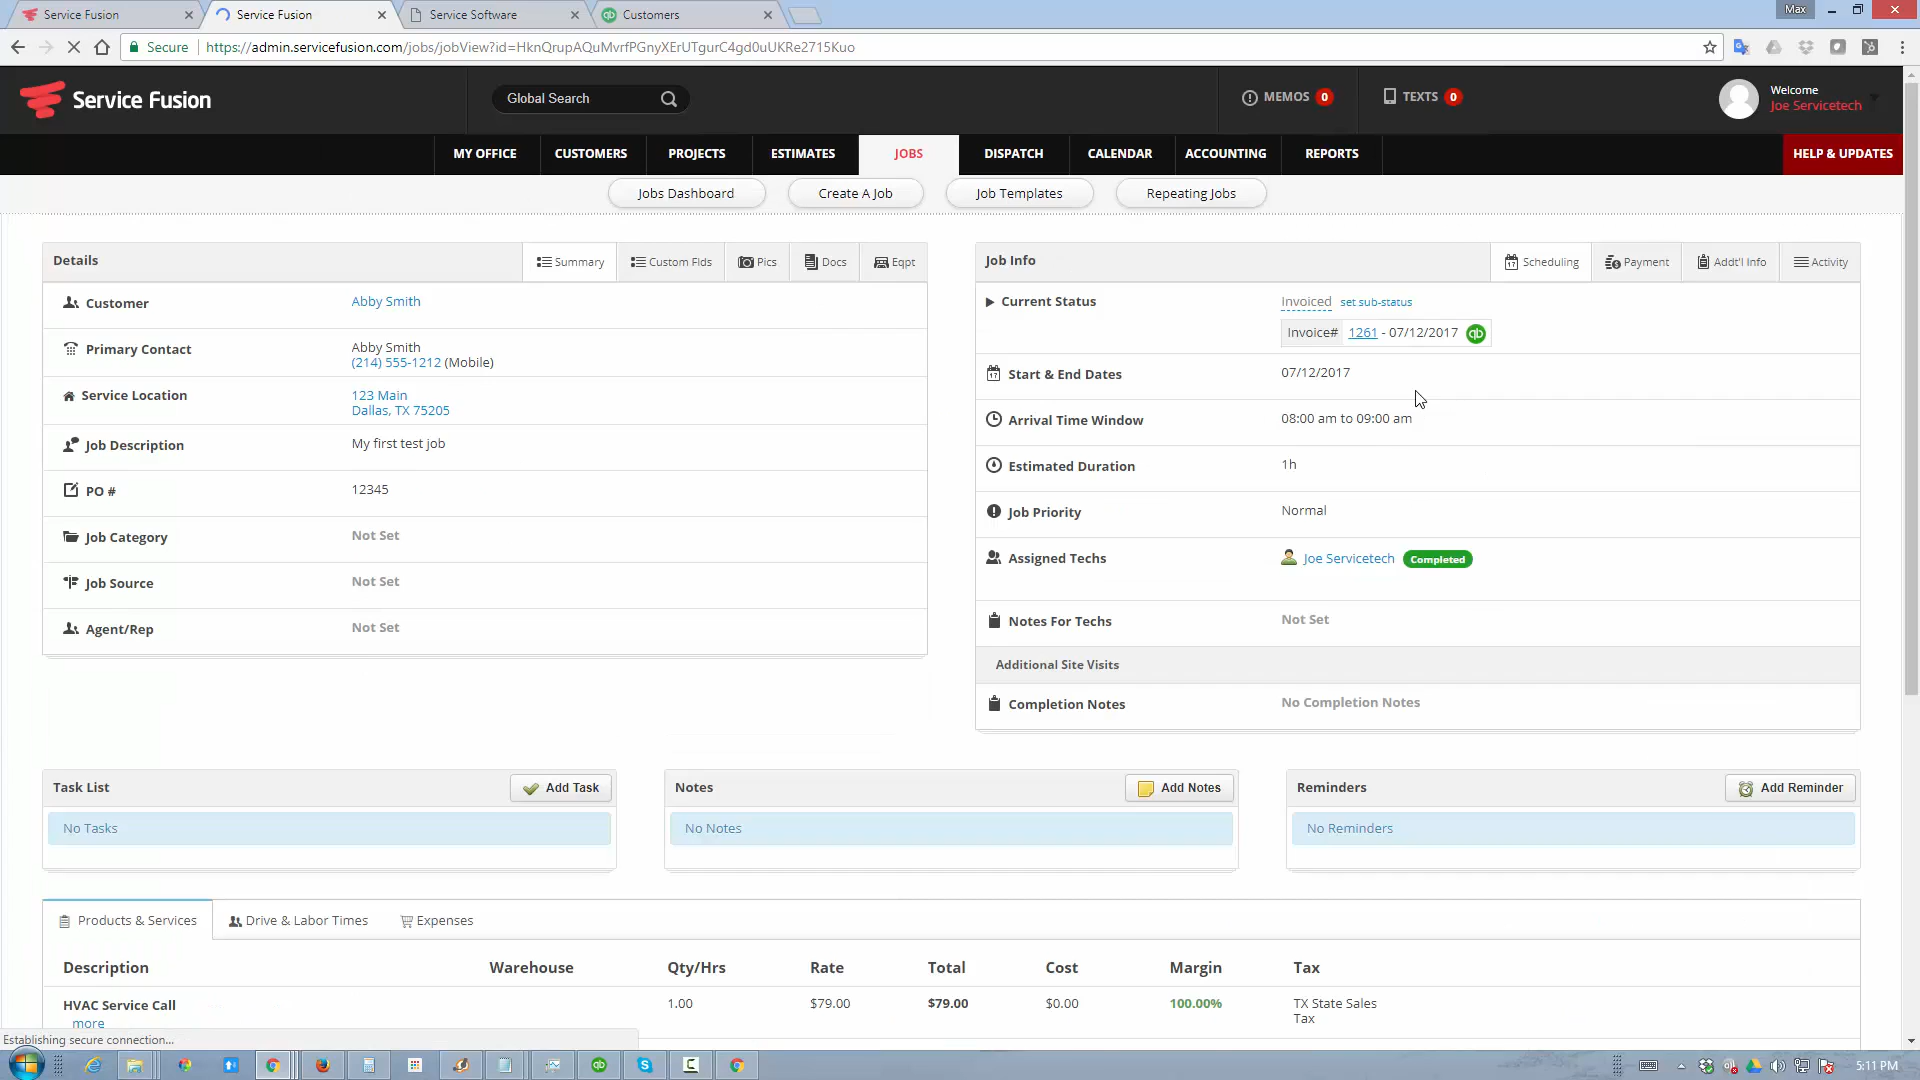 Service Fusion
Service Fusion
Service Software
Customers
Max
Secure
https://admin.servicefusion.com/jobs/jobView?id=HknQrupAQuMvrfPGnyXErUTgurC4gd0uUKRe2715Kuo
Service Fusion
Global Search
MEMOS 0
TEXTS 0
Welcome
Joe Servicetech
MY OFFICE
CUSTOMERS
PROJECTS
ESTIMATES
JOBS
DISPATCH
CALENDAR
ACCOUNTING
REPORTS
HELP & UPDATES
Jobs Dashboard
Create A Job
Job Templates
Repeating Jobs
Details
Summary
Custom Flds
Pics
Docs
Eqpt
Customer
Abby Smith
Primary Contact
Abby Smith
(214) 555-1212 (Mobile)
Service Location
123 Main
Dallas, TX 75205
Job Description
My first test job
PO #
12345
Job Category
Not Set
Job Source
Not Set
Agent/Rep
Not Set
Job Info
Scheduling
Payment
Addt'l Info
Activity
Current Status
Invoiced set sub-status
Invoice# 1261 - 07/12/2017 qb
Start & End Dates
07/12/2017
Arrival Time Window
08:00 am to 09:00 am
Estimated Duration
1h
Job Priority
Normal
Assigned Techs
Joe Servicetech Completed
Notes For Techs
Not Set
Additional Site Visits
Completion Notes
No Completion Notes
Task List
Add Task
No Tasks
Notes
Add Notes
No Notes
Reminders
Add Reminder
No Reminders
Products & Services
Drive & Labor Times
Expenses
Description
Warehouse
Qty/Hrs
Rate
Total
Cost
Margin
Tax
HVAC Service Call
1.00
$79.00
$79.00
$0.00
100.00%
TX State Sales
Tax
more
Establishing secure connection...
5:11 PM